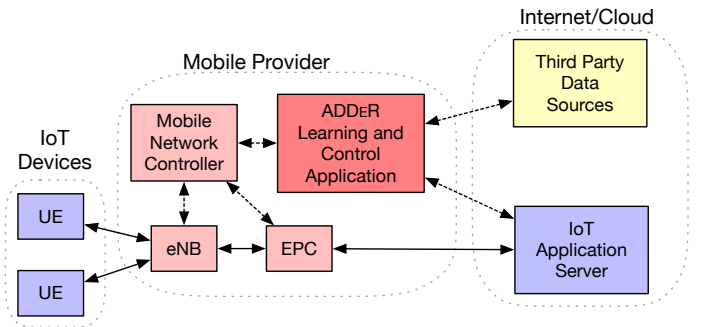 Internet/Cloud
Mobile Provider
Third Party
Data
Sources
ADDER
Learning and
Control
Application
Mobile
Network
Controller
IoT
Devices
UE
eNB
EPC
IoT
Application
Server
UE